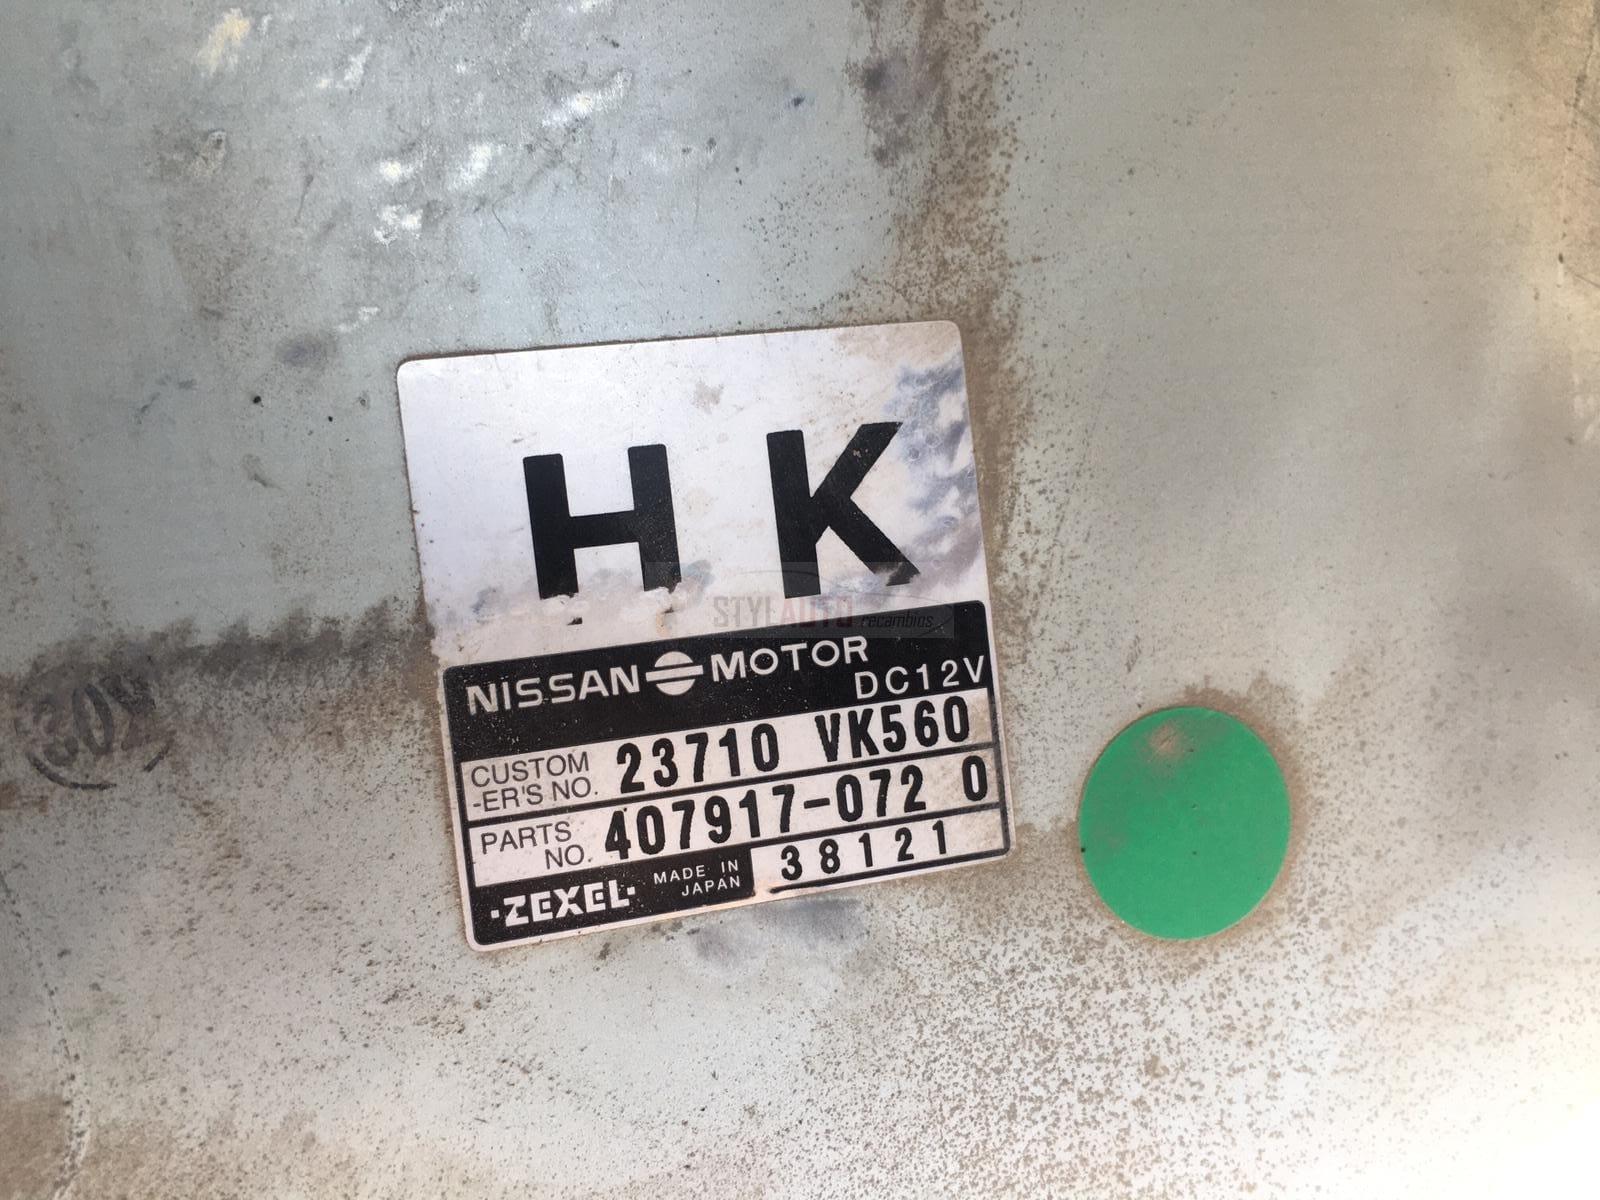 H K
STYLAUTO
recambios
NISSAN MOTOR
DC12V
CUSTOM
-ER'S NO. 23710 VK560
PARTS
NO. 407917-072 0
·ZEXEL· MADE IN
JAPAN 38121